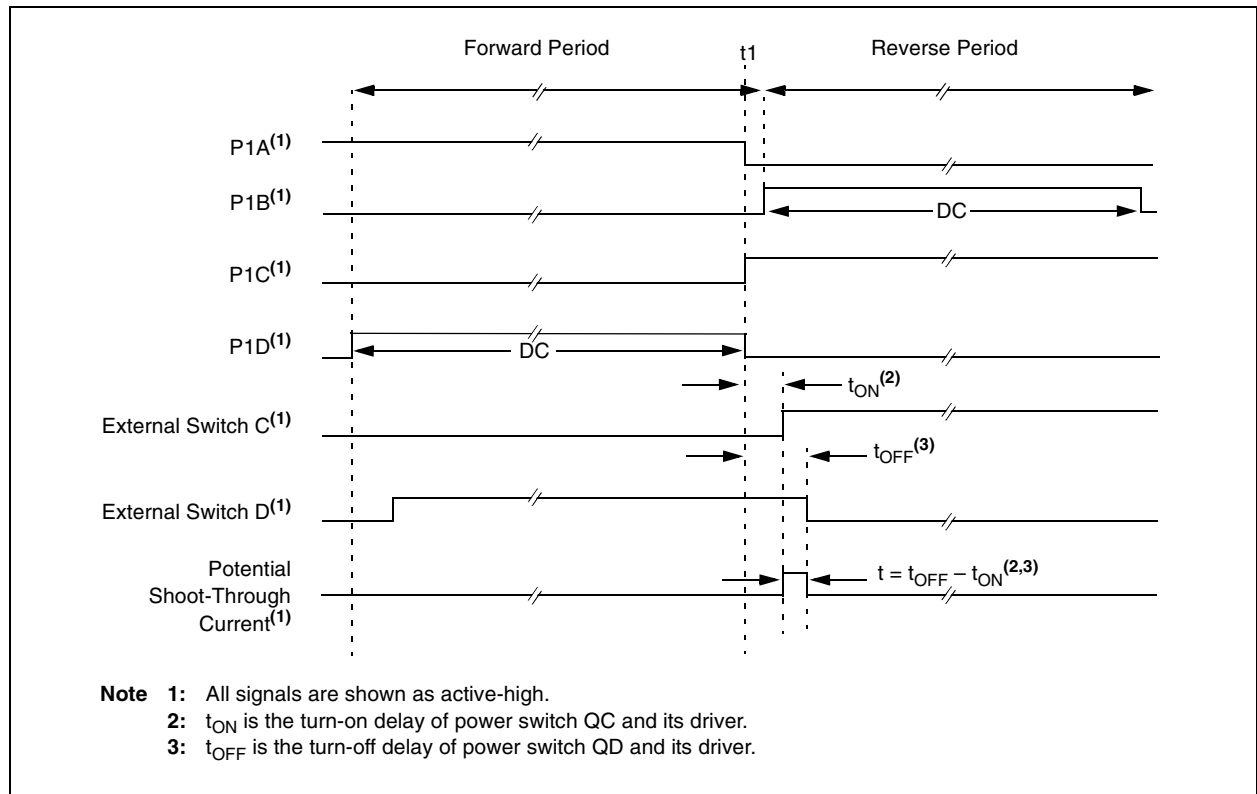 Forward Period
t1
Reverse Period
P1A(1)
P1B(1)
DC
P1C(1)
P1D(1)
DC
tON(2)
External Switch C(1)
tOFF(3)
External Switch D(1)
Potential
Shoot-Through
Current(1)
t = tOFF – tON(2,3)
Note 1: All signals are shown as active-high.
2: tON is the turn-on delay of power switch QC and its driver.
3: tOFF is the turn-off delay of power switch QD and its driver.